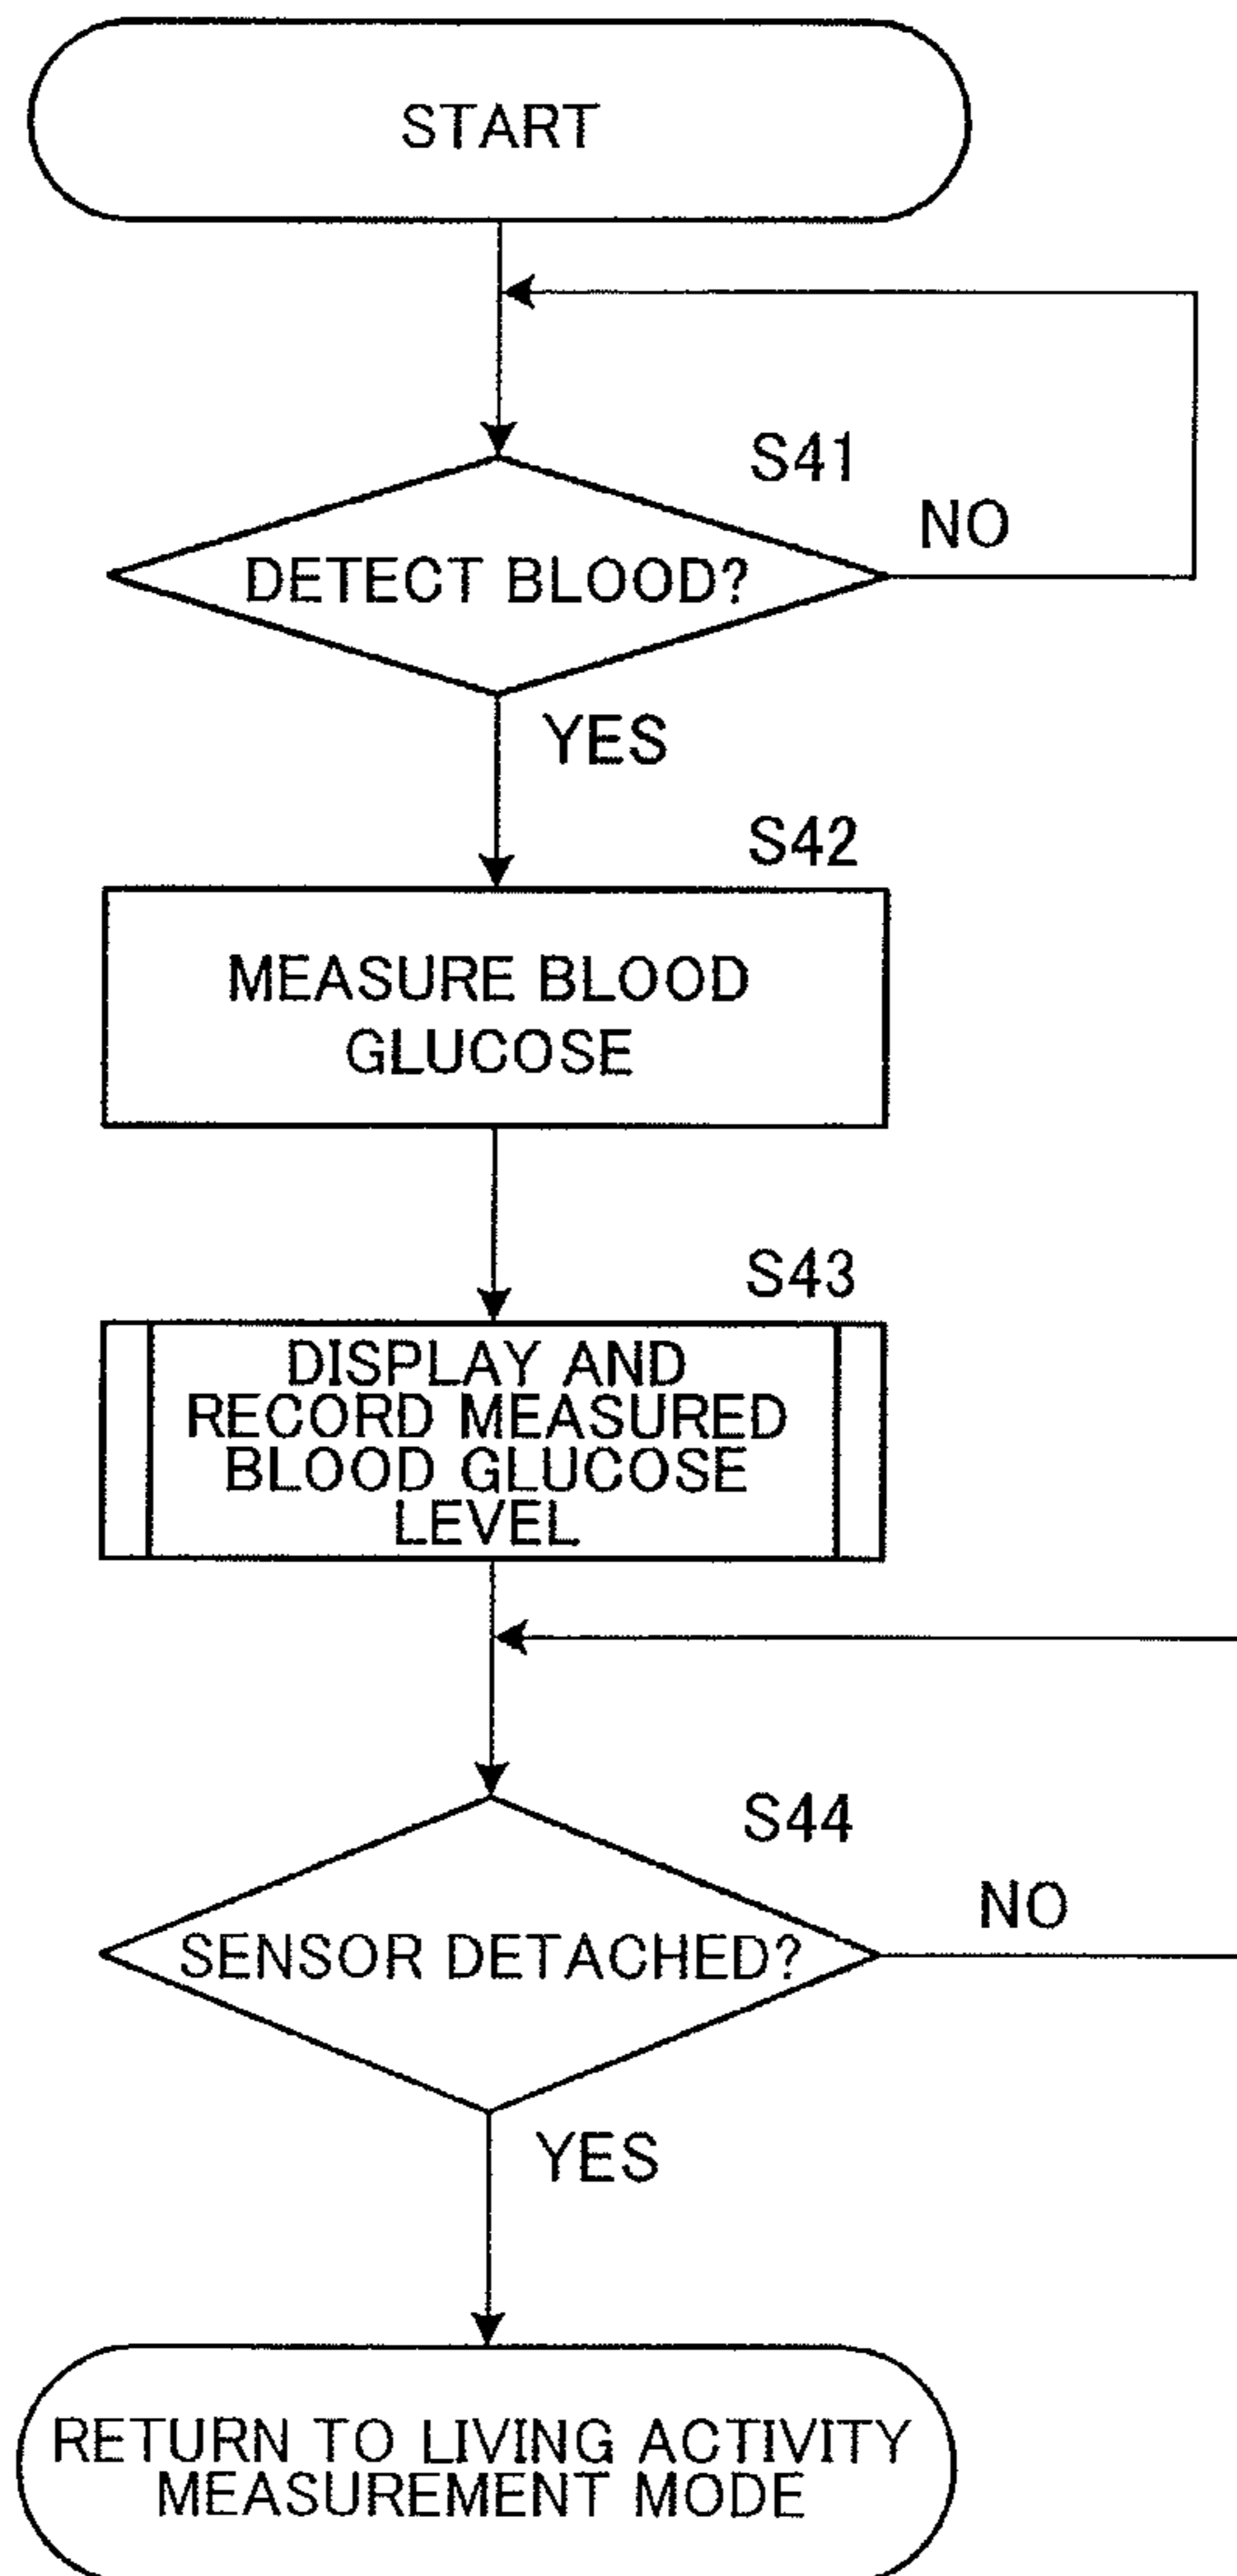 START
S41
NO
DETECT BLOOD?
YES
S42
MEASURE BLOOD
GLUCOSE
S43
DISPLAY AND
RECORD MEASURED
BLOOD GLUCOSE
LEVEL
S44
NO
SENSOR DETACHED?
YES
RETURN TO LIVING ACTIVITY
MEASUREMENT MODE